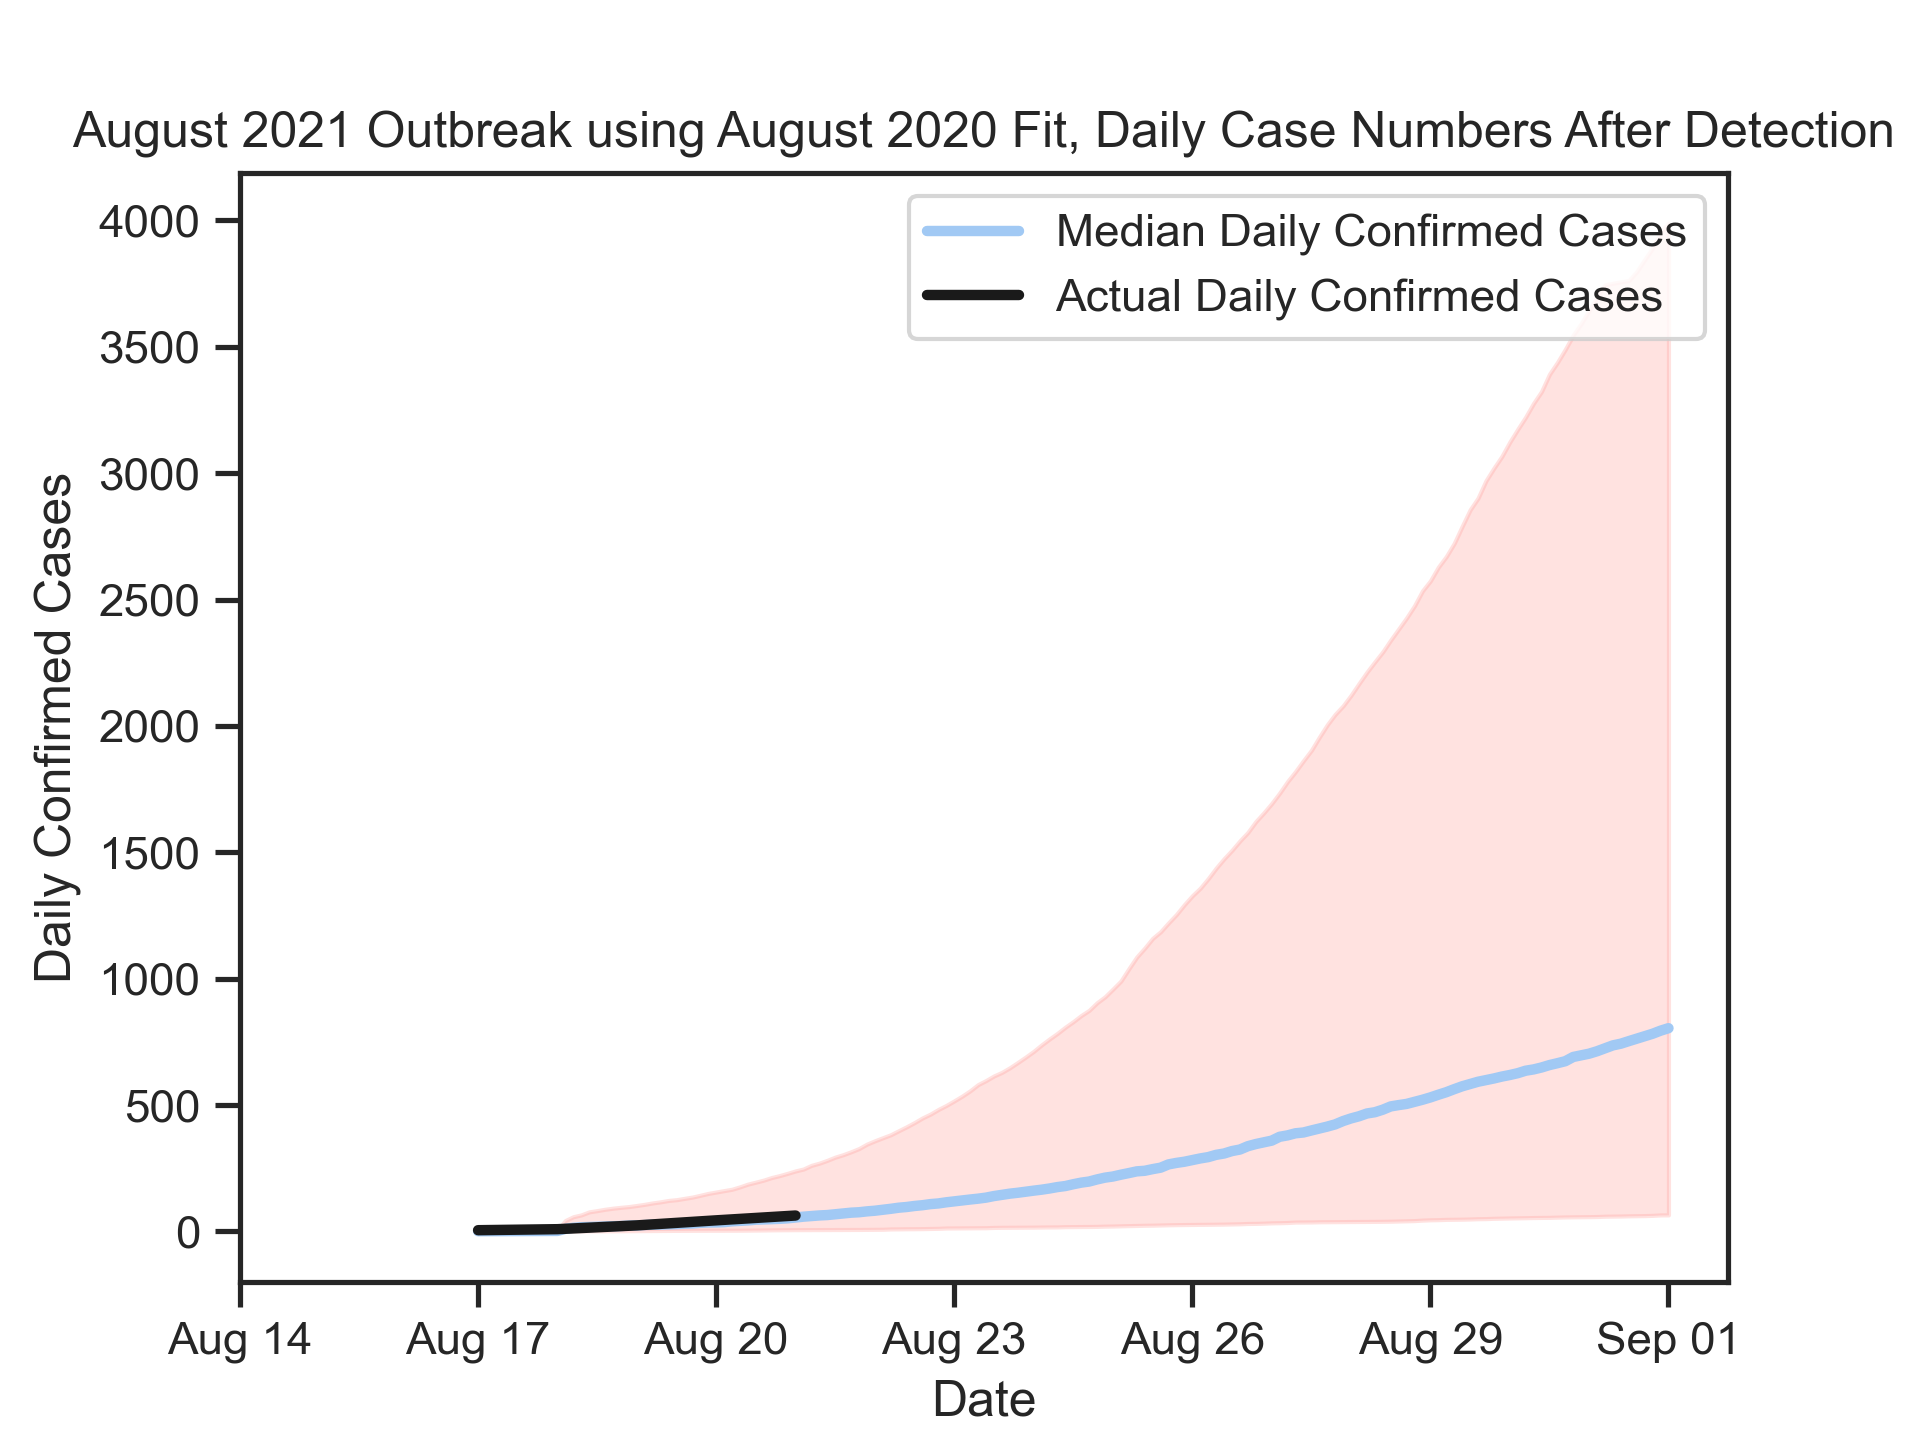 August 2021 Outbreak using August 2020 Fit, Daily Case Numbers After Detection
Median Daily Confirmed Cases
Actual Daily Confirmed Cases
Daily Confirmed Cases
4000
3500
3000
2500
2000
1500
1000
500
0
Aug 14 Aug 17 Aug 20 Aug 23 Aug 26 Aug 29 Sep 01
Date